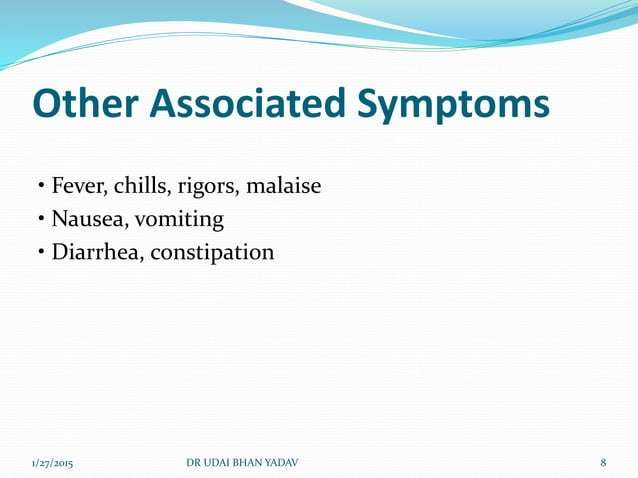 Other Associated Symptoms
• Fever, chills, rigors, malaise
• Nausea, vomiting
• Diarrhea, constipation
1/27/2015 DR UDAI BHAN YADAV 8